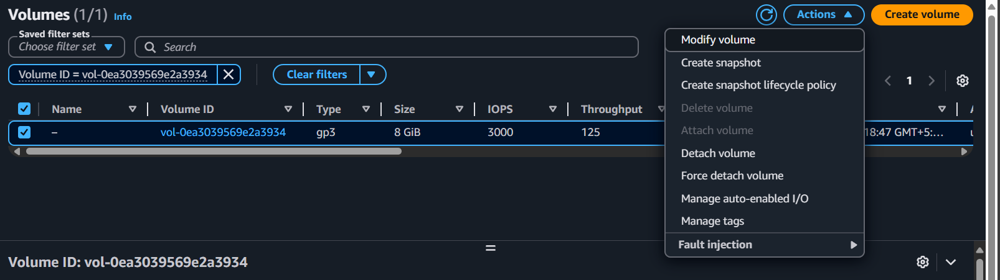 Volumes (1/1) Info
Actions
Create volume
Saved filter sets
Choose filter set
Search
Volume ID = vol-0ea3039569e2a3934
Clear filters
1
Name Volume ID Type Size IOPS Throughput
– vol-0ea3039569e2a3934 gp3 8 GiB 3000 125 18:47 GMT+5:...
Modify volume
Create snapshot
Create snapshot lifecycle policy
Delete volume
Attach volume
Detach volume
Force detach volume
Manage auto-enabled I/O
Manage tags
Fault injection
Volume ID: vol-0ea3039569e2a3934